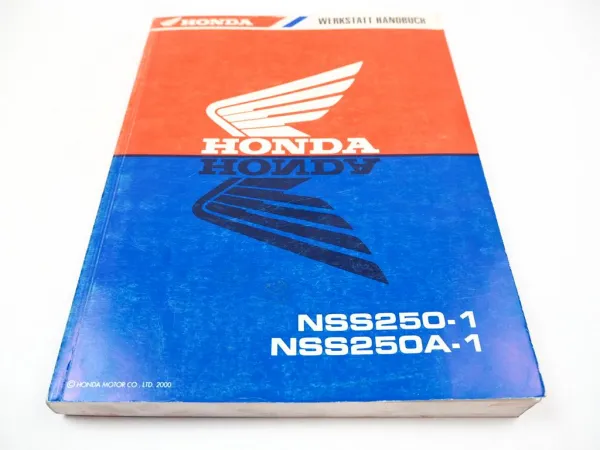 HONDA WERKSTATT HANDBUCH
HONDA
HONDA
NSS250-1
NSS250A-1
© HONDA MOTOR CO., LTD. 2000